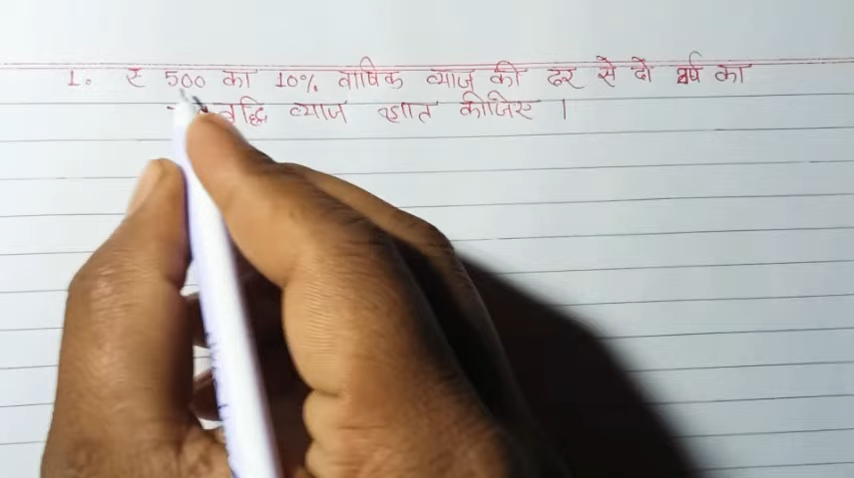 1. ₹ 500 का 10% वार्षिक व्याज की दर से दो वर्ष का
वृद्धि व्याज ज्ञात कीजिए ।